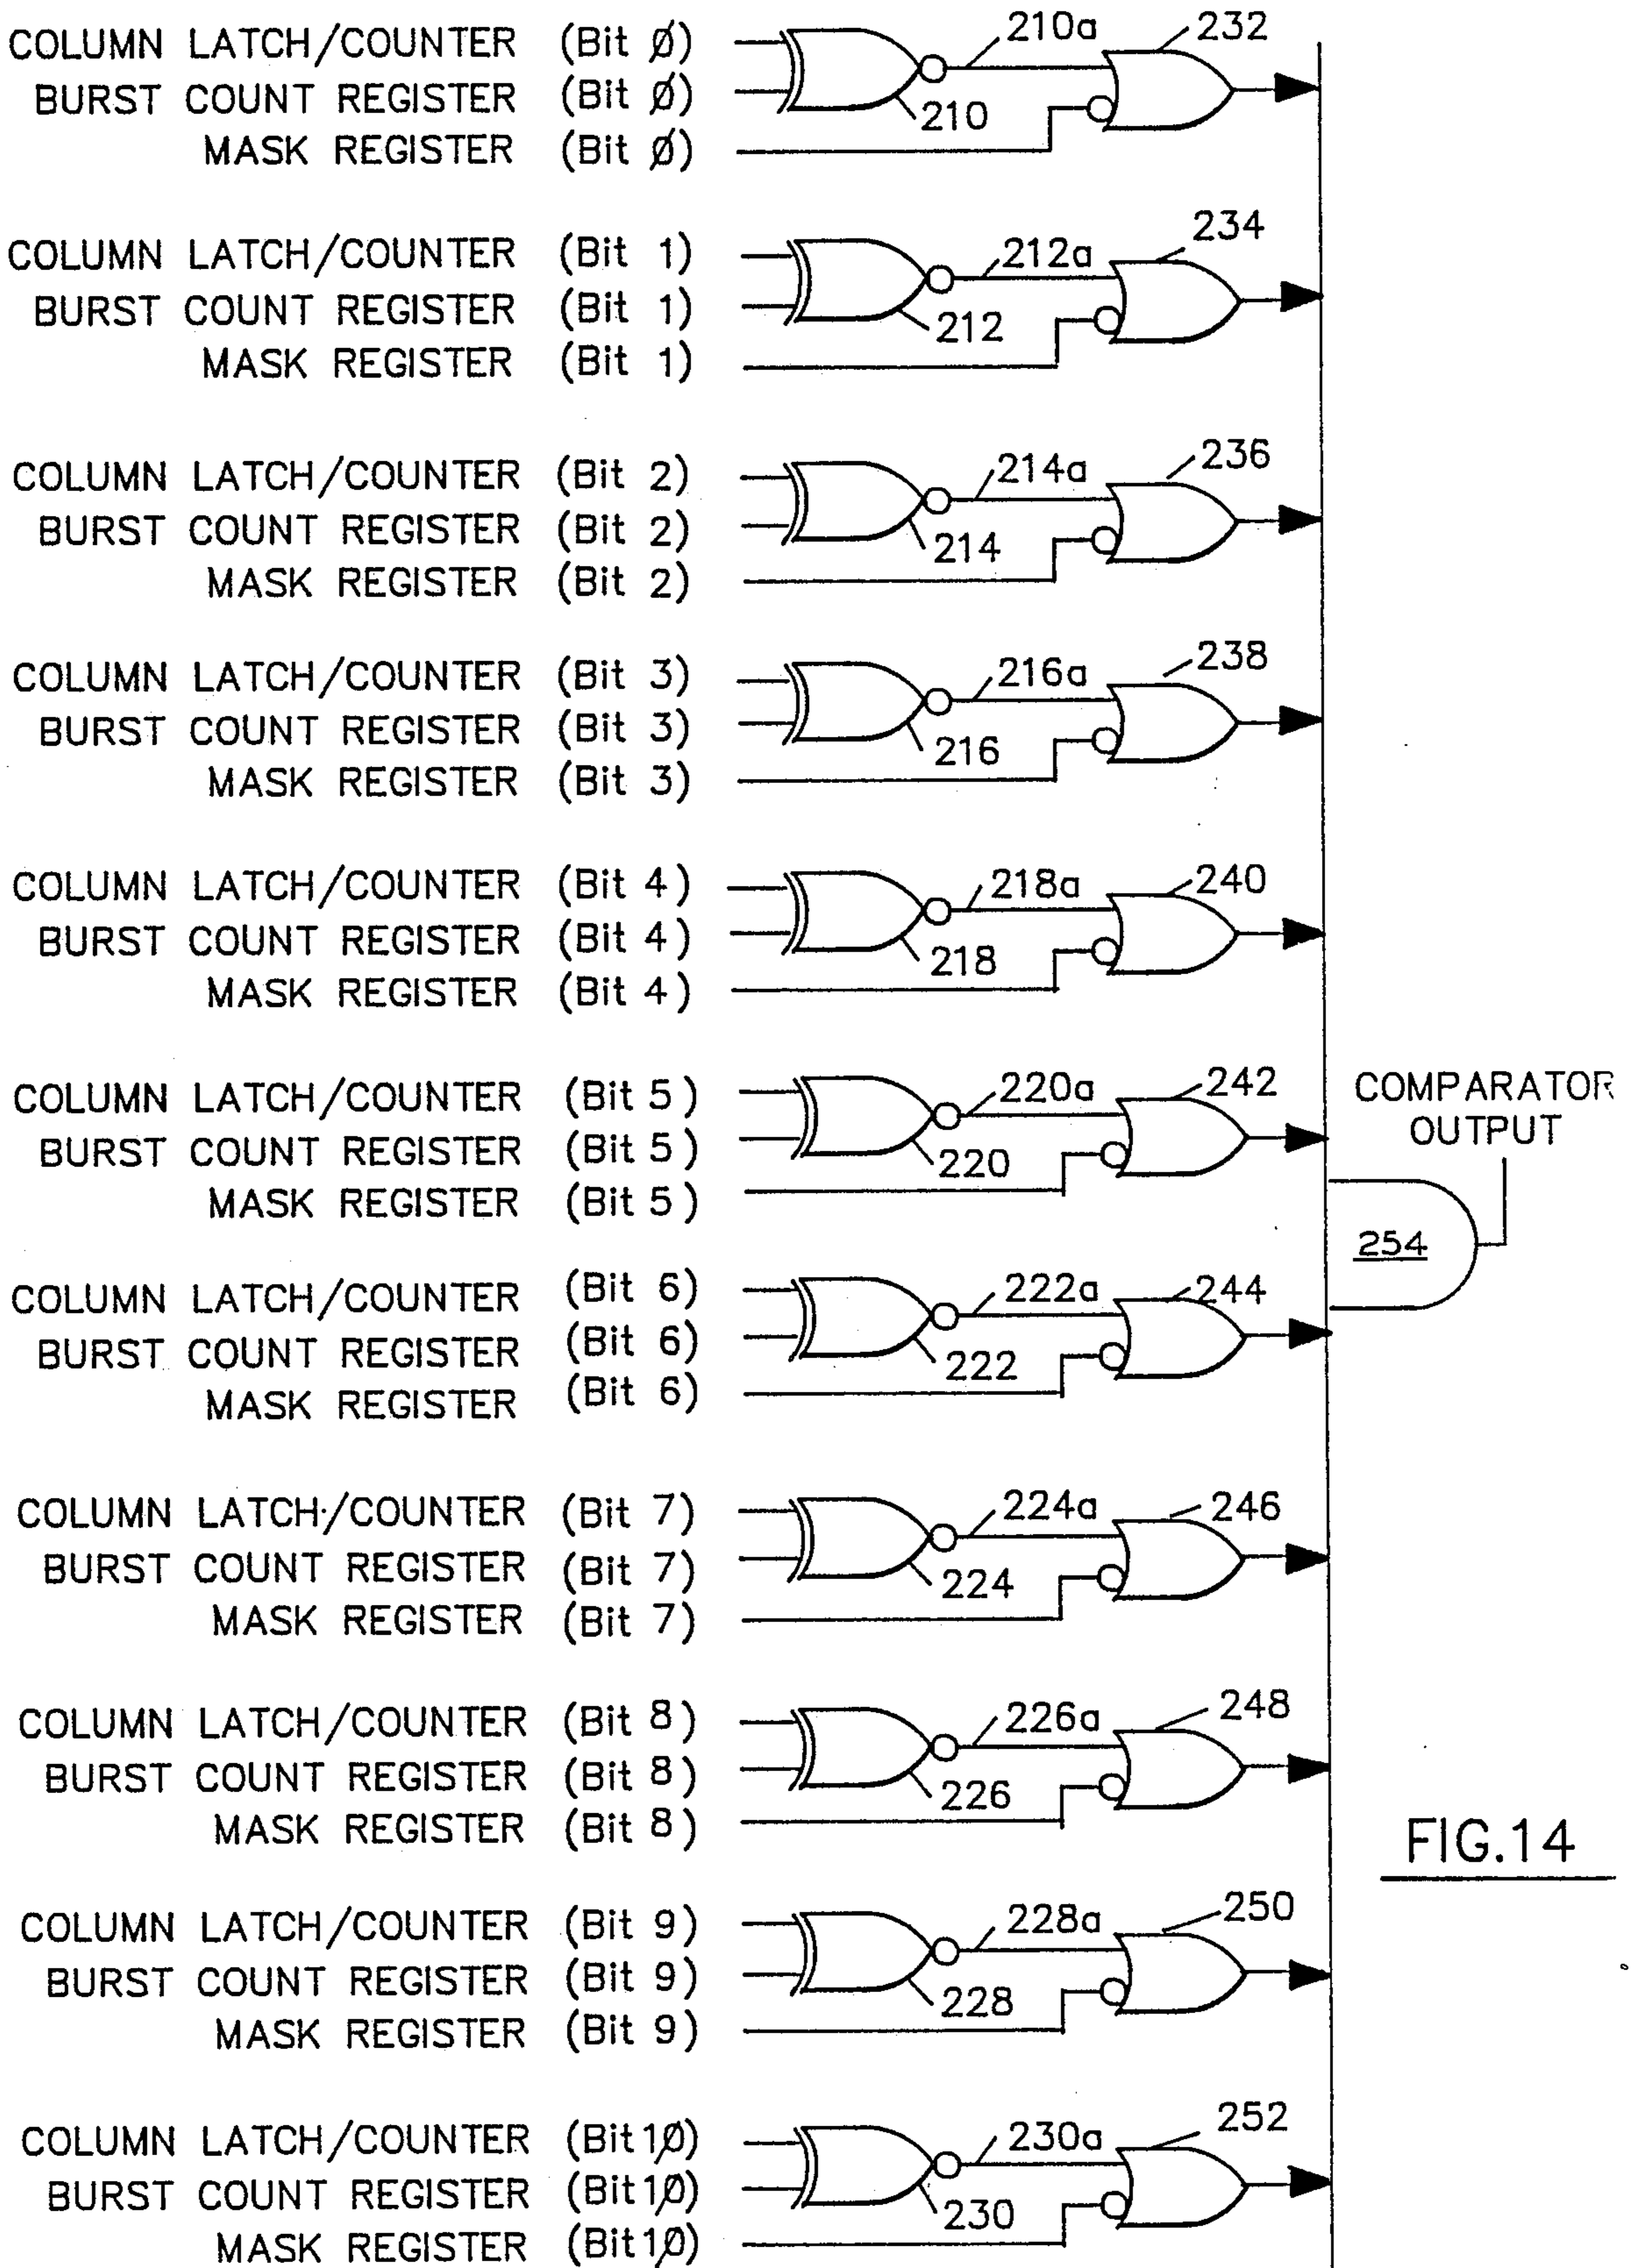 COLUMN LATCH/COUNTER (Bit Ø) 210a 232
BURST COUNT REGISTER (Bit Ø) 210
MASK REGISTER (Bit Ø)
COLUMN LATCH/COUNTER (Bit 1) 212a 234
BURST COUNT REGISTER (Bit 1) 212
MASK REGISTER (Bit 1)
COLUMN LATCH/COUNTER (Bit 2) 214a 236
BURST COUNT REGISTER (Bit 2) 214
MASK REGISTER (Bit 2)
COLUMN LATCH/COUNTER (Bit 3) 216a 238
BURST COUNT REGISTER (Bit 3) 216
MASK REGISTER (Bit 3)
COLUMN LATCH/COUNTER (Bit 4) 218a 240
BURST COUNT REGISTER (Bit 4) 218
MASK REGISTER (Bit 4)
COLUMN LATCH/COUNTER (Bit 5) 220a 242
BURST COUNT REGISTER (Bit 5) 220
MASK REGISTER (Bit 5)
COMPARATOR
OUTPUT
254
COLUMN LATCH/COUNTER (Bit 6) 222a 244
BURST COUNT REGISTER (Bit 6) 222
MASK REGISTER (Bit 6)
COLUMN LATCH/COUNTER (Bit 7) 224a 246
BURST COUNT REGISTER (Bit 7) 224
MASK REGISTER (Bit 7)
COLUMN LATCH/COUNTER (Bit 8) 226a 248
BURST COUNT REGISTER (Bit 8) 226
MASK REGISTER (Bit 8)
FIG.14
COLUMN LATCH/COUNTER (Bit 9) 228a 250
BURST COUNT REGISTER (Bit 9) 228
MASK REGISTER (Bit 9)
COLUMN LATCH/COUNTER (Bit 1Ø) 230a 252
BURST COUNT REGISTER (Bit 1Ø) 230
MASK REGISTER (Bit 1Ø)